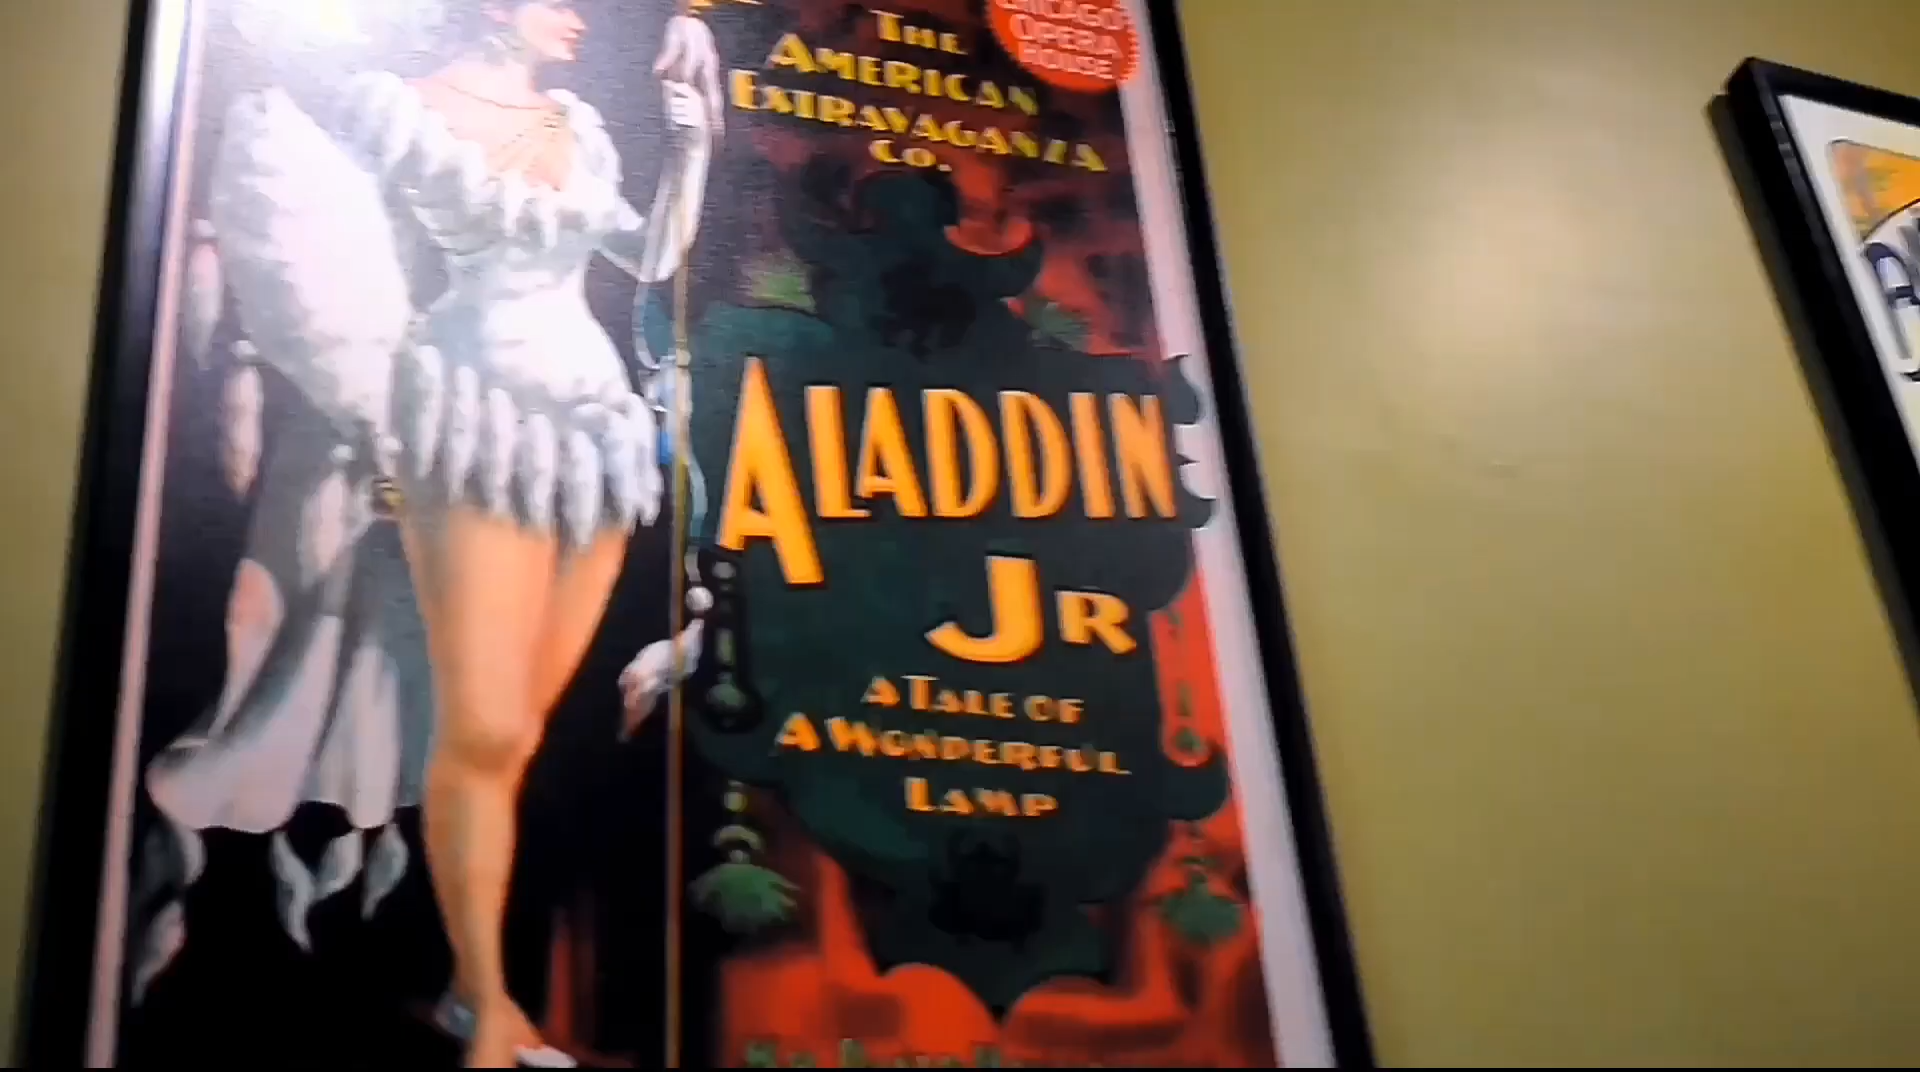 CHICAGO
OPERA
HOUSE
THE
AMERICAN
EXTRAVAGANZA
CO.
ALADDIN
JR
A TALE OF
A WONDERFUL
LAMP